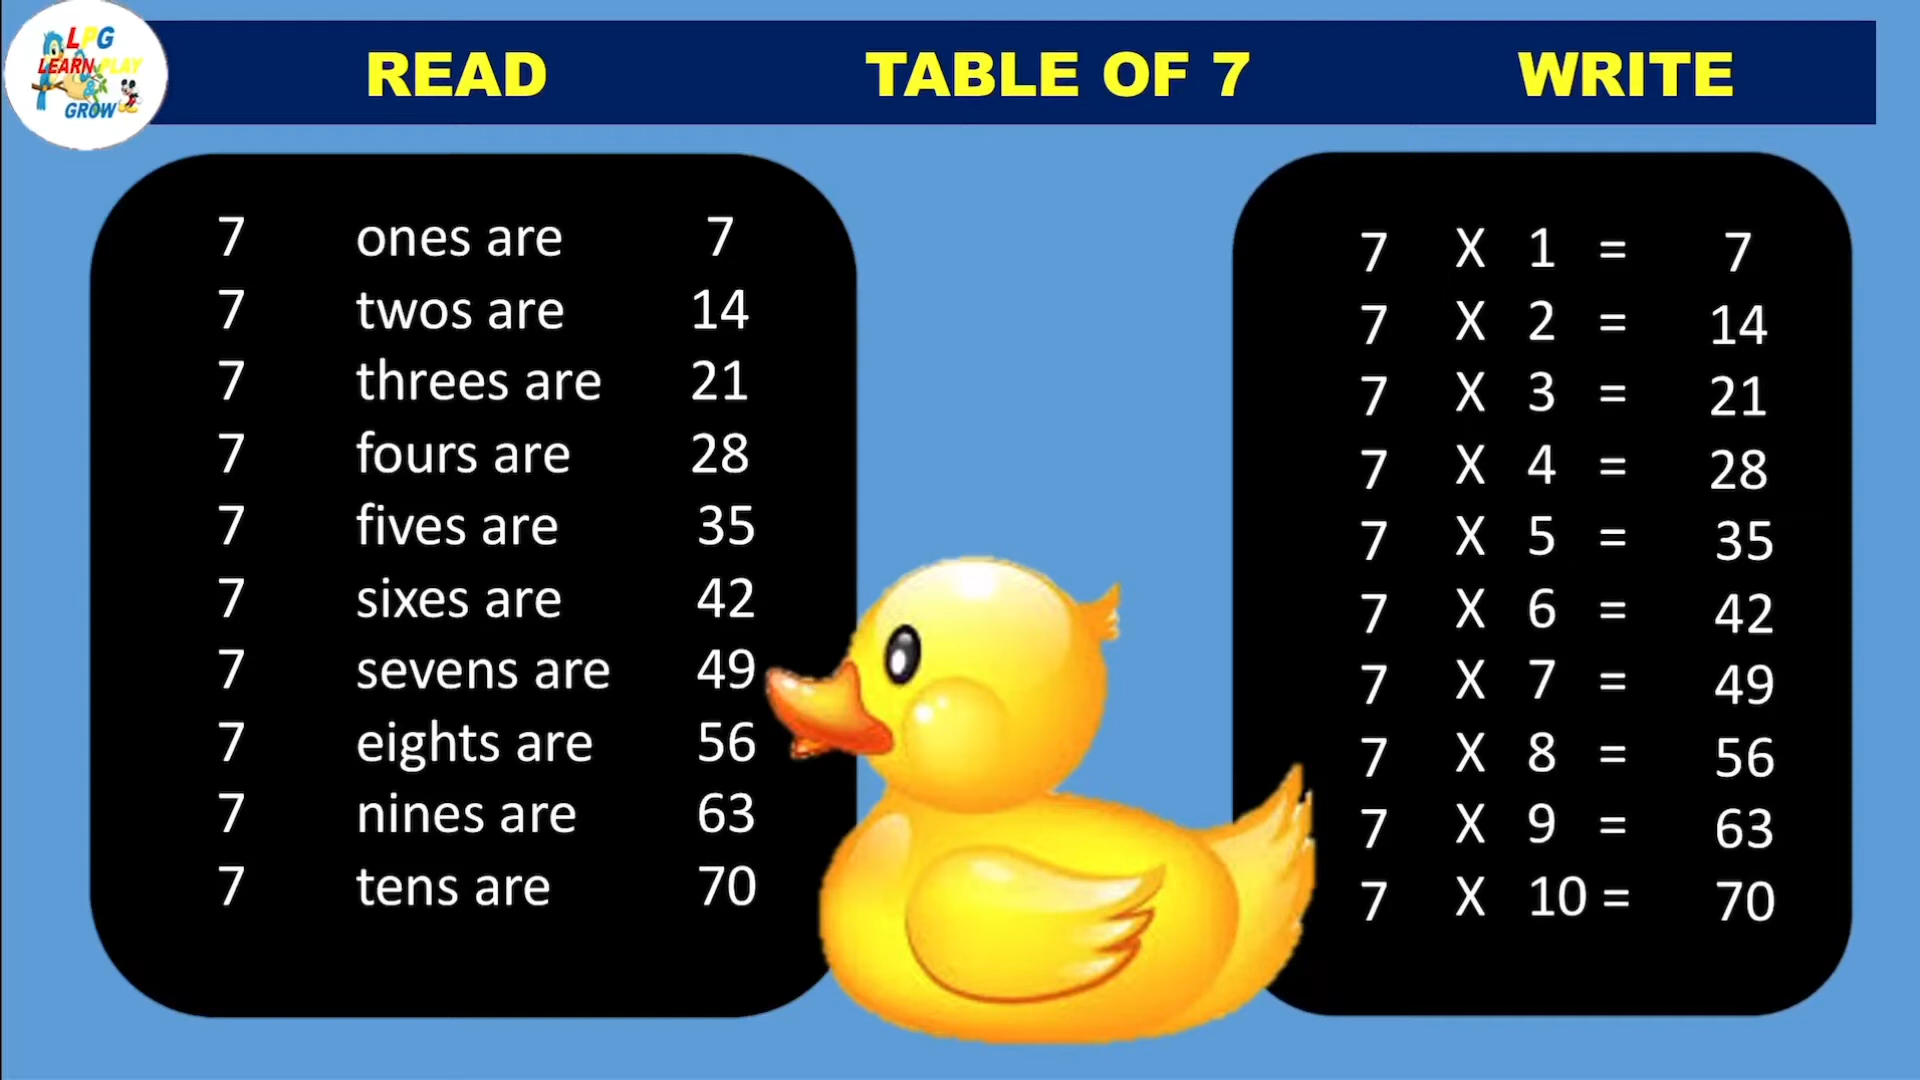 LPG
LEARN PLAY
&
GROW
READ TABLE OF 7 WRITE
7 ones are 7
7 twos are 14
7 threes are 21
7 fours are 28
7 fives are 35
7 sixes are 42
7 sevens are 49
7 eights are 56
7 nines are 63
7 tens are 70
7 X 1 = 7
7 X 2 = 14
7 X 3 = 21
7 X 4 = 28
7 X 5 = 35
7 X 6 = 42
7 X 7 = 49
7 X 8 = 56
7 X 9 = 63
7 X 10 = 70